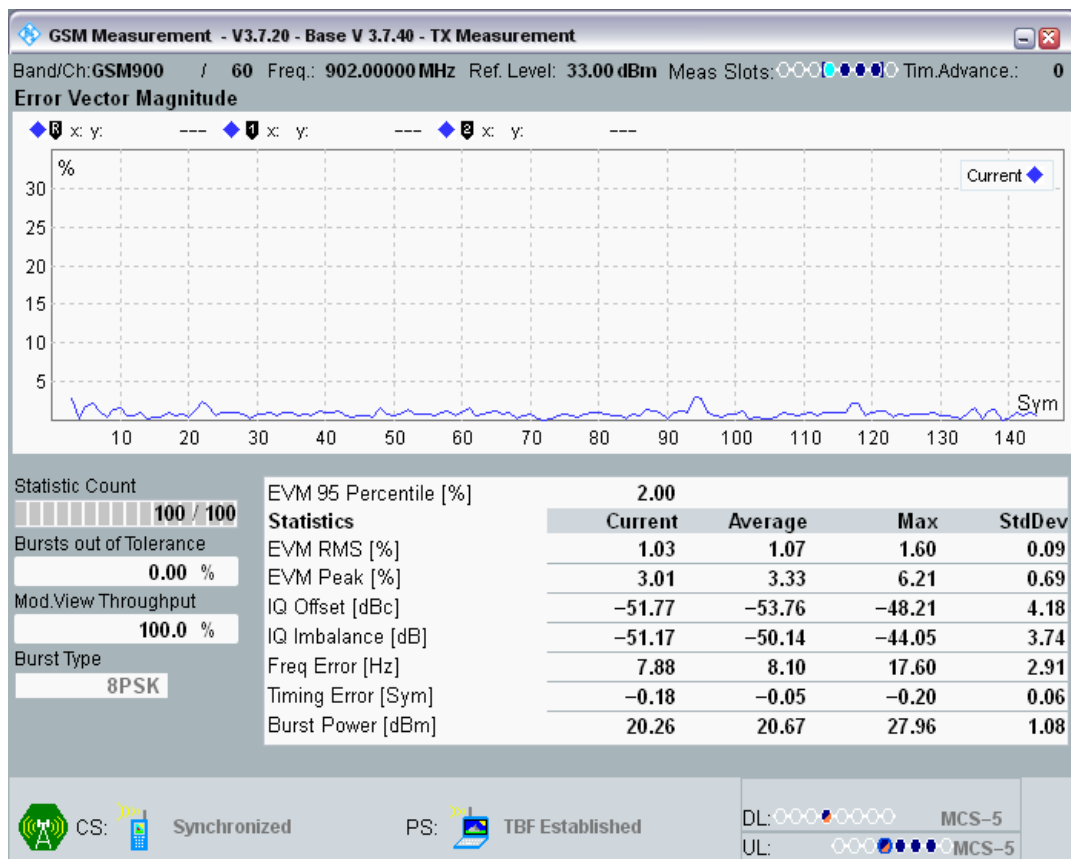 GSM Measurement - V3.7.20 - Base V 3.7.40 - TX Measurement
Band/Ch: GSM900 / 60 Freq.: 902.00000 MHz Ref. Level: 33.00 dBm Meas Slots: Tim.Advance.: 0
Error Vector Magnitude
R x: y: --- 1 x: y: --- 2 x: y: ---
%
Current
30
25
20
15
10
5
Sym
10 20 30 40 50 60 70 80 90 100 110 120 130 140
Statistic Count
100 / 100
Bursts out of Tolerance
0.00 %
Mod.View Throughput
100.0 %
Burst Type
8PSK
EVM 95 Percentile [%] 2.00
Statistics Current Average Max StdDev
EVM RMS [%] 1.03 1.07 1.60 0.09
EVM Peak [%] 3.01 3.33 6.21 0.69
IQ Offset [dBc] −51.77 −53.76 −48.21 4.18
IQ Imbalance [dB] −51.17 −50.14 −44.05 3.74
Freq Error [Hz] 7.88 8.10 17.60 2.91
Timing Error [Sym] −0.18 −0.05 −0.20 0.06
Burst Power [dBm] 20.26 20.67 27.96 1.08
CS: Synchronized PS: TBF Established
DL: MCS−5
UL: MCS−5